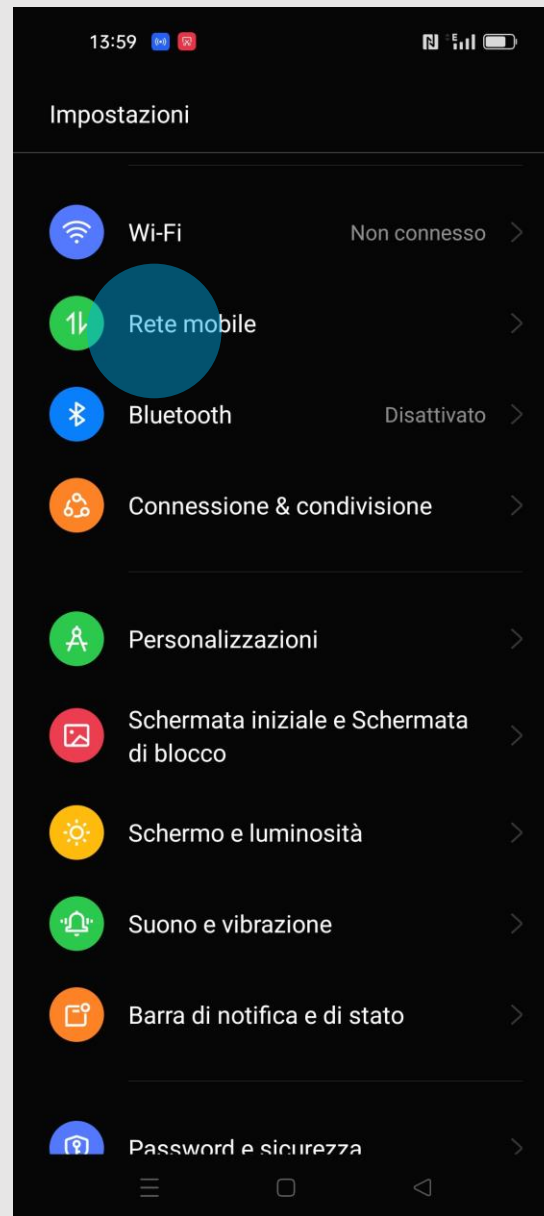 13:59
Impostazioni
Wi-Fi Non connesso
Rete mobile
Bluetooth Disattivato
Connessione & condivisione
Personalizzazioni
Schermata iniziale e Schermata
di blocco
Schermo e luminosità
Suono e vibrazione
Barra di notifica e di stato
Password e sicurezza